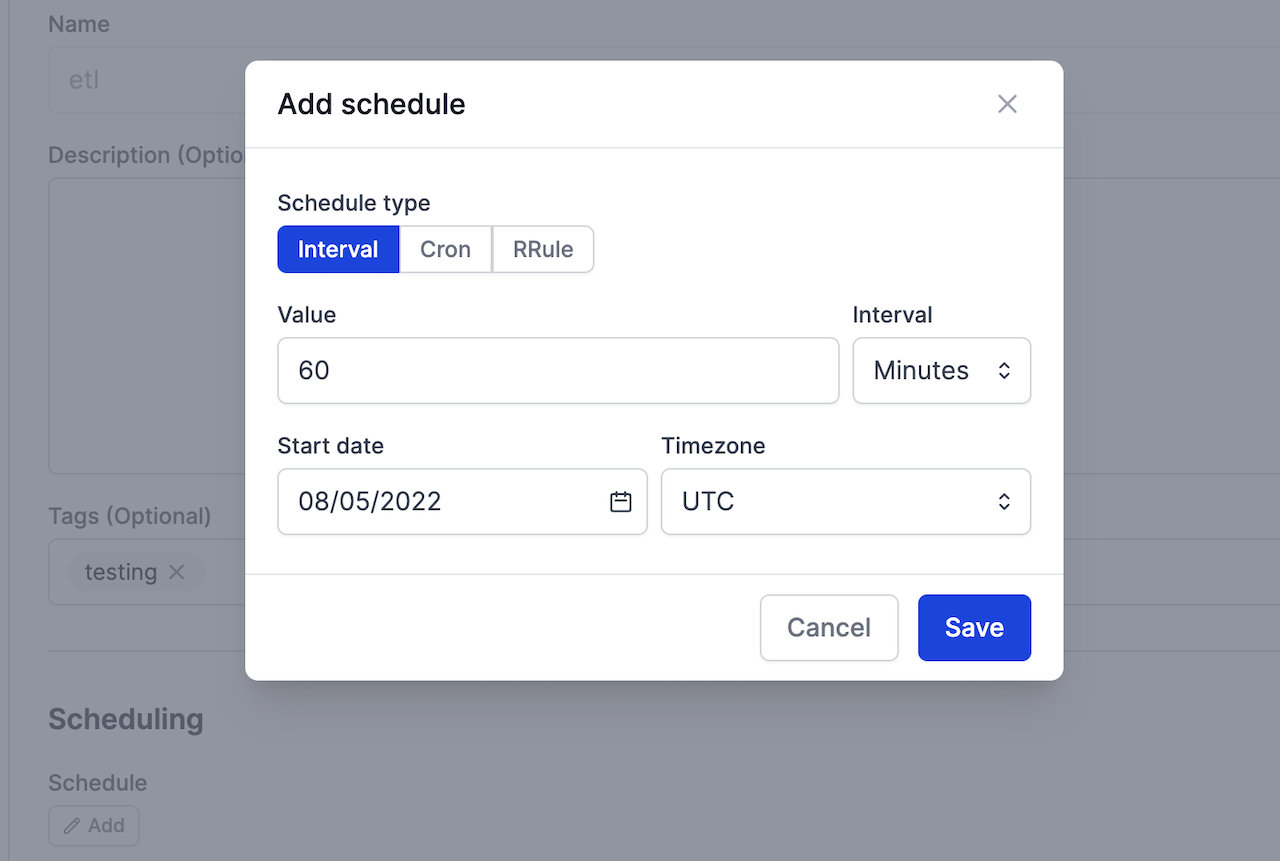 Name
etl
Add schedule
Description (Optio
Schedule type
Interval Cron RRule
Value Interval
60 Minutes
Start date Timezone
08/05/2022 UTC
Tags (Optional)
testing
Cancel Save
Scheduling
Schedule
Add